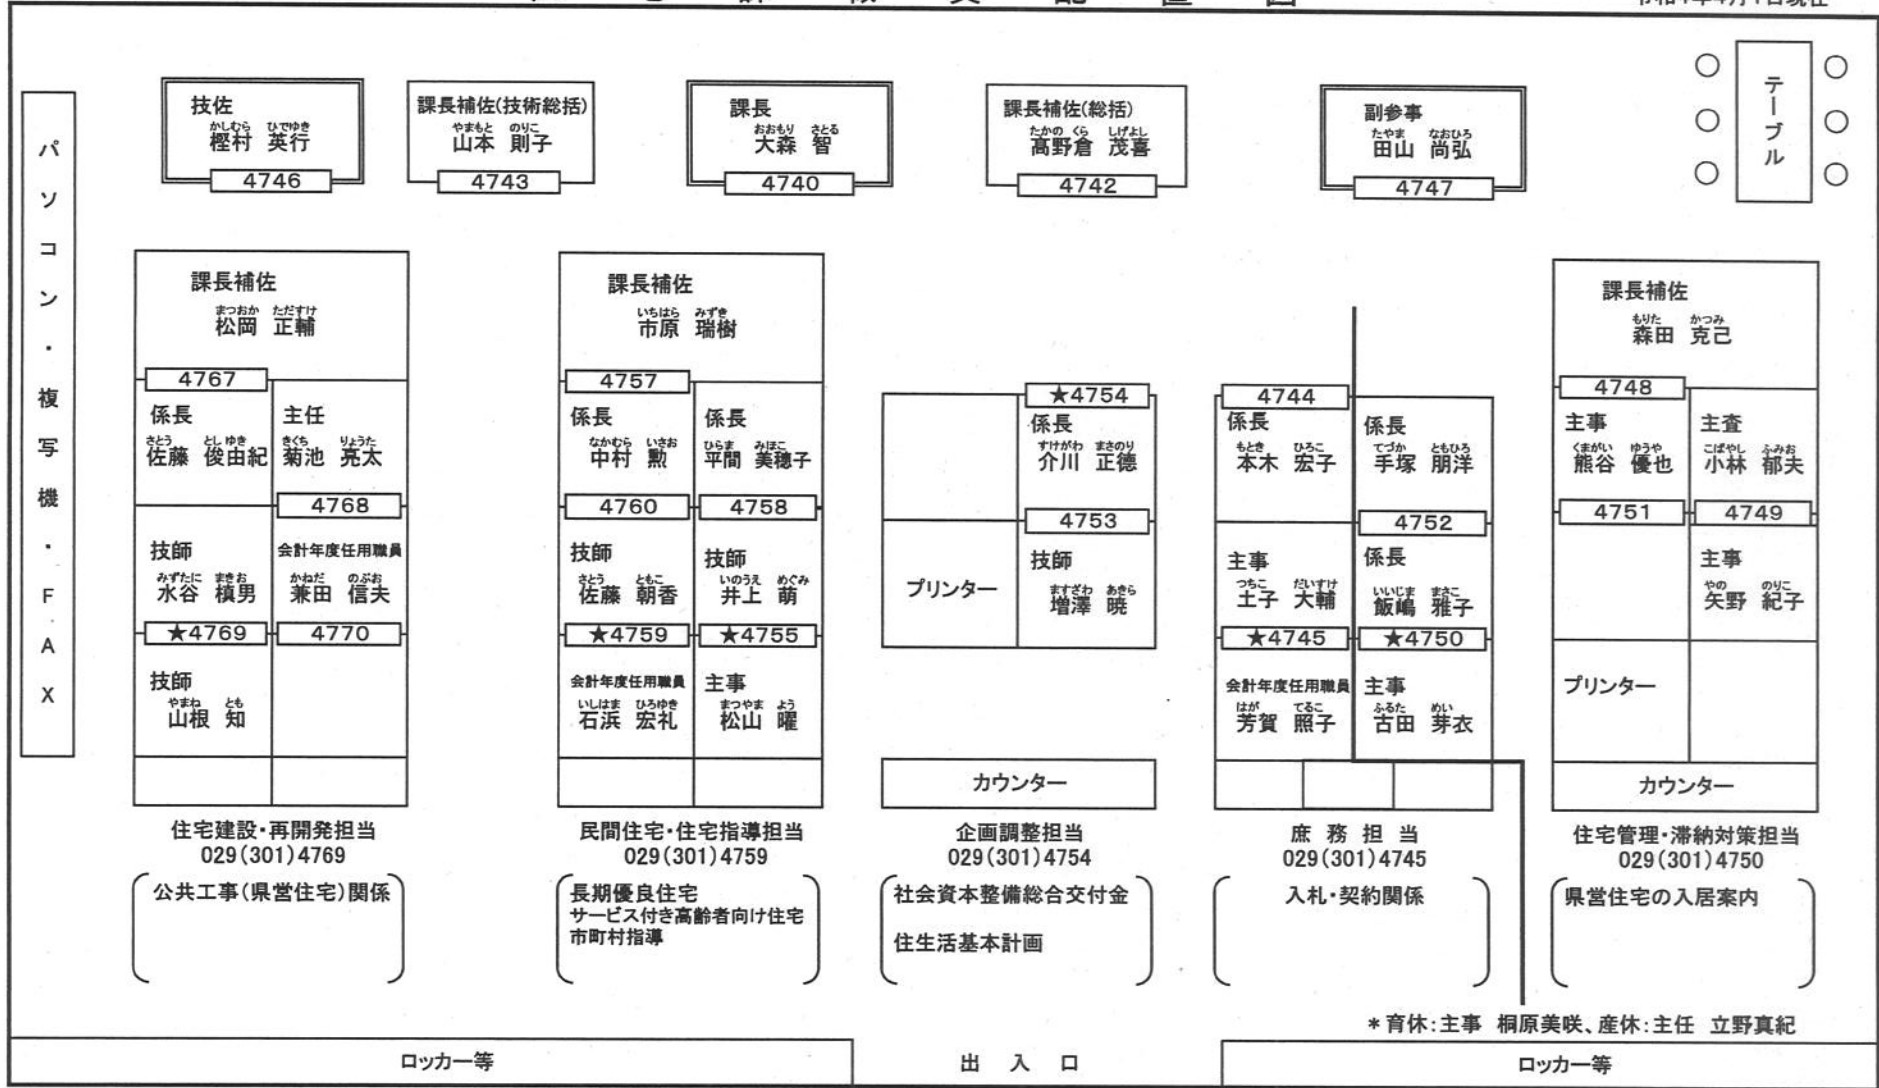 配置図
令和4年4月1日現在
パソコン・複写機・FAX
技佐
かしむら ひでゆき
樫村 英行
4746
課長補佐(技術総括)
やまもと のりこ
山本 則子
4743
課長
おおもり さとる
大森 智
4740
課長補佐(総括)
たかのくら しげよし
髙野倉 茂喜
4742
副参事
たやま なおひろ
田山 尚弘
4747
テーブル
課長補佐
まつおか ただすけ
松岡 正輔
4767
係長
さとう としゆき
佐藤 俊由紀
主任
きくち りょうた
菊池 亮太
4768
技師
みずたに まきお
水谷 槙男
会計年度任用職員
かねだ のぶお
兼田 信夫
★4769
4770
技師
やまね とも
山根 知
住宅建設・再開発担当
029(301)4769
公共工事(県営住宅)関係
課長補佐
いちはら みずき
市原 瑞樹
4757
係長
なかむら いさお
中村 勲
係長
ひらま みほこ
平間 美穂子
4760
4758
技師
さとう ともこ
佐藤 朝香
技師
いのうえ めぐみ
井上 萌
★4759
★4755
会計年度任用職員
いしはま ひろゆき
石浜 宏礼
主事
まつやま よう
松山 曜
民間住宅・住宅指導担当
029(301)4759
長期優良住宅
サービス付き高齢者向け住宅
市町村指導
★4754
係長
すけがわ まさのり
介川 正徳
4753
プリンター
技師
ますざわ あきら
増澤 暁
カウンター
企画調整担当
029(301)4754
社会資本整備総合交付金
住生活基本計画
4744
係長
もとき ひろこ
本木 宏子
係長
てづか ともひろ
手塚 朋洋
4752
主事
つちこ だいすけ
土子 大輔
係長
いいじま まさこ
飯嶋 雅子
★4745
★4750
会計年度任用職員
はが てるこ
芳賀 照子
主事
ふるた めい
古田 芽衣
庶務担当
029(301)4745
入札・契約関係
課長補佐
もりた かつみ
森田 克己
4748
主事
くまがい ゆうや
熊谷 優也
主査
こばやし ふみお
小林 郁夫
4751
4749
主事
やの のりこ
矢野 紀子
プリンター
カウンター
住宅管理・滞納対策担当
029(301)4750
県営住宅の入居案内
*育休:主事 桐原美咲、産休:主任 立野真紀
ロッカー等
出入口
ロッカー等